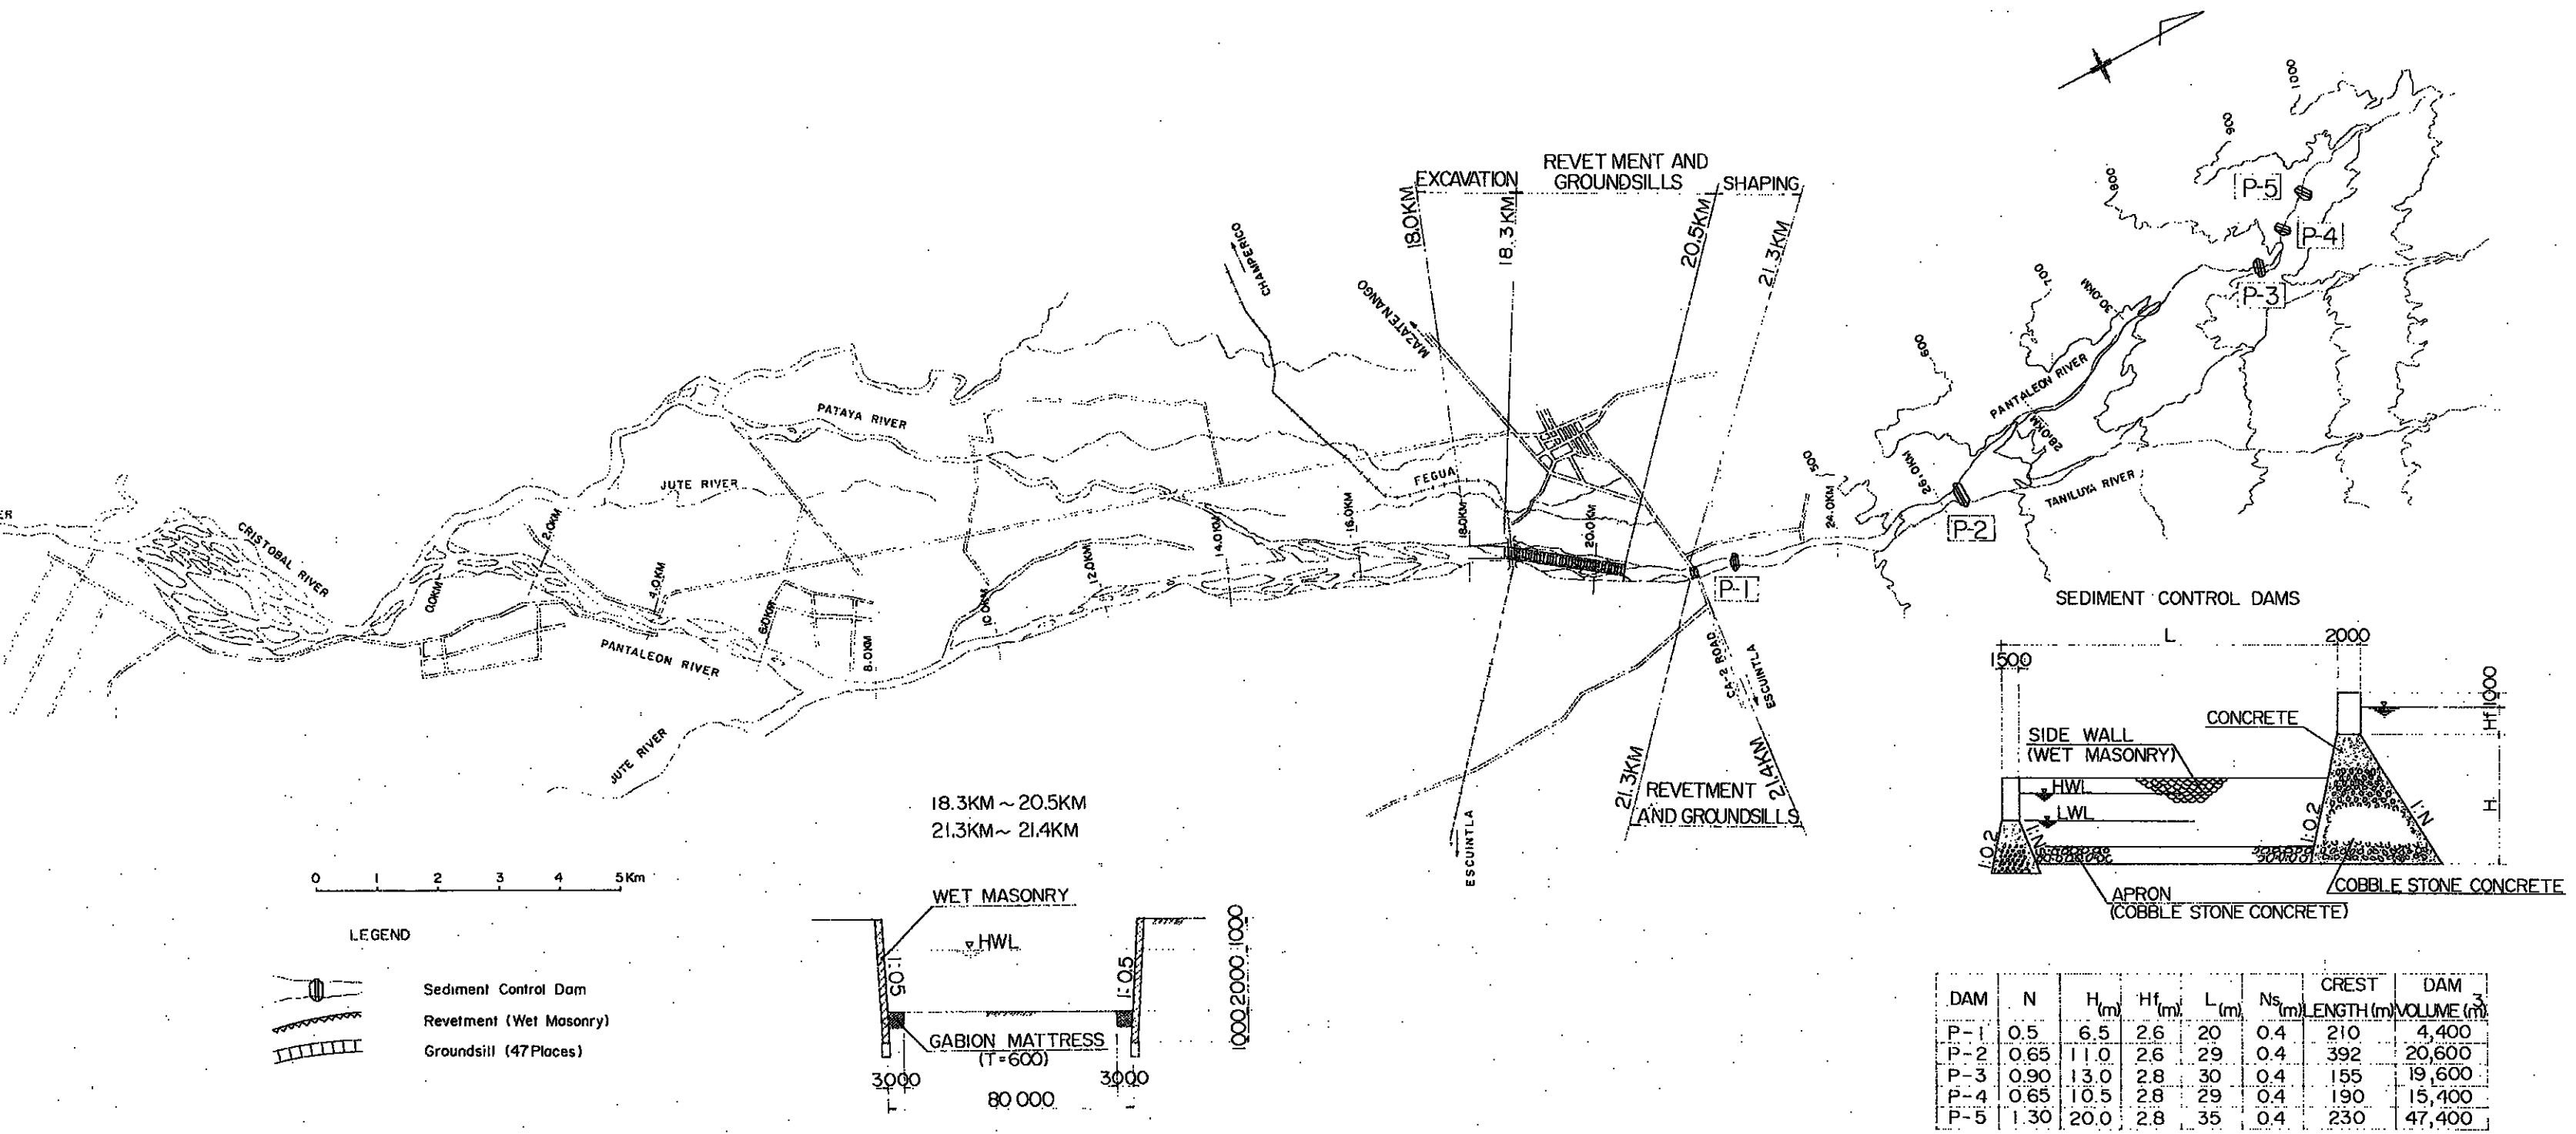 1000
900
800
P-5
P-4
P-3
700
30.0KM
600
PANTALEON RIVER
28.0KM
26.0KM
500
P-2
TANILUYA RIVER
24.0KM
P-1
EXCAVATION
REVETMENT AND
GROUNDSILLS
SHAPING
18.0KM
18.3KM
20.5KM
21.3KM
CHAMPERICO
MAZATENANGO
PATAYA RIVER
JUTE RIVER
FEGUA
ER
CRISTOBAL RIVER
0.0KM
2.0KM
4.0KM
6.0KM
8.0KM
10.0KM
12.0KM
14.0KM
16.0KM
18.0KM
20.0KM
PANTALEON RIVER
JUTE RIVER
CA-2 ROAD
ESCUINTLA
21.3KM
21.4KM
REVETMENT
AND GROUNDSILLS
ESCUINTLA
18.3KM ~ 20.5KM
21.3KM ~ 21.4KM
0 1 2 3 4 5Km
LEGEND
Sediment Control Dam
Revetment (Wet Masonry)
Groundsill (47 Places)
WET MASONRY
HWL
1:0.5
1:0.5
GABION MATTRESS
(T=600)
3000
3000
80 000
1000 2000 1000
SEDIMENT CONTROL DAMS
L
2000
1500
Hf 1000
H
CONCRETE
SIDE WALL
(WET MASONRY)
HWL
LWL
1:0.2
1:N
1:0.2
1:N
APRON
(COBBLE STONE CONCRETE)
COBBLE STONE CONCRETE
DAM N H(m) Hf(m) L(m) Ns(m) CREST LENGTH (m) DAM VOLUME (m³)
P-1 0.5 6.5 2.6 20 0.4 210 4,400
P-2 0.65 11.0 2.6 29 0.4 392 20,600
P-3 0.90 13.0 2.8 30 0.4 155 19,600
P-4 0.65 10.5 2.8 29 0.4 190 15,400
P-5 1.30 20.0 2.8 35 0.4 230 47,400